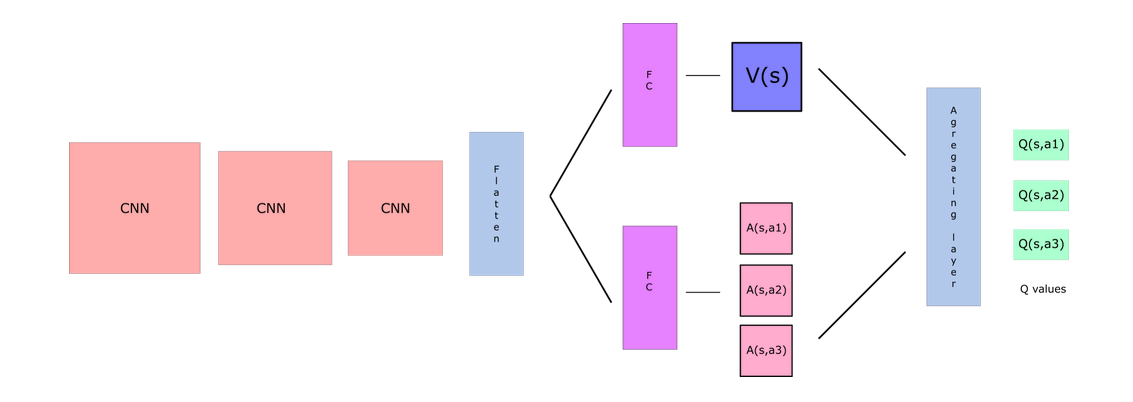 CNN
CNN
CNN
Flatten
FC
V(s)
FC
A(s,a1)
A(s,a2)
A(s,a3)
Agregating layer
Q(s,a1)
Q(s,a2)
Q(s,a3)
Q values